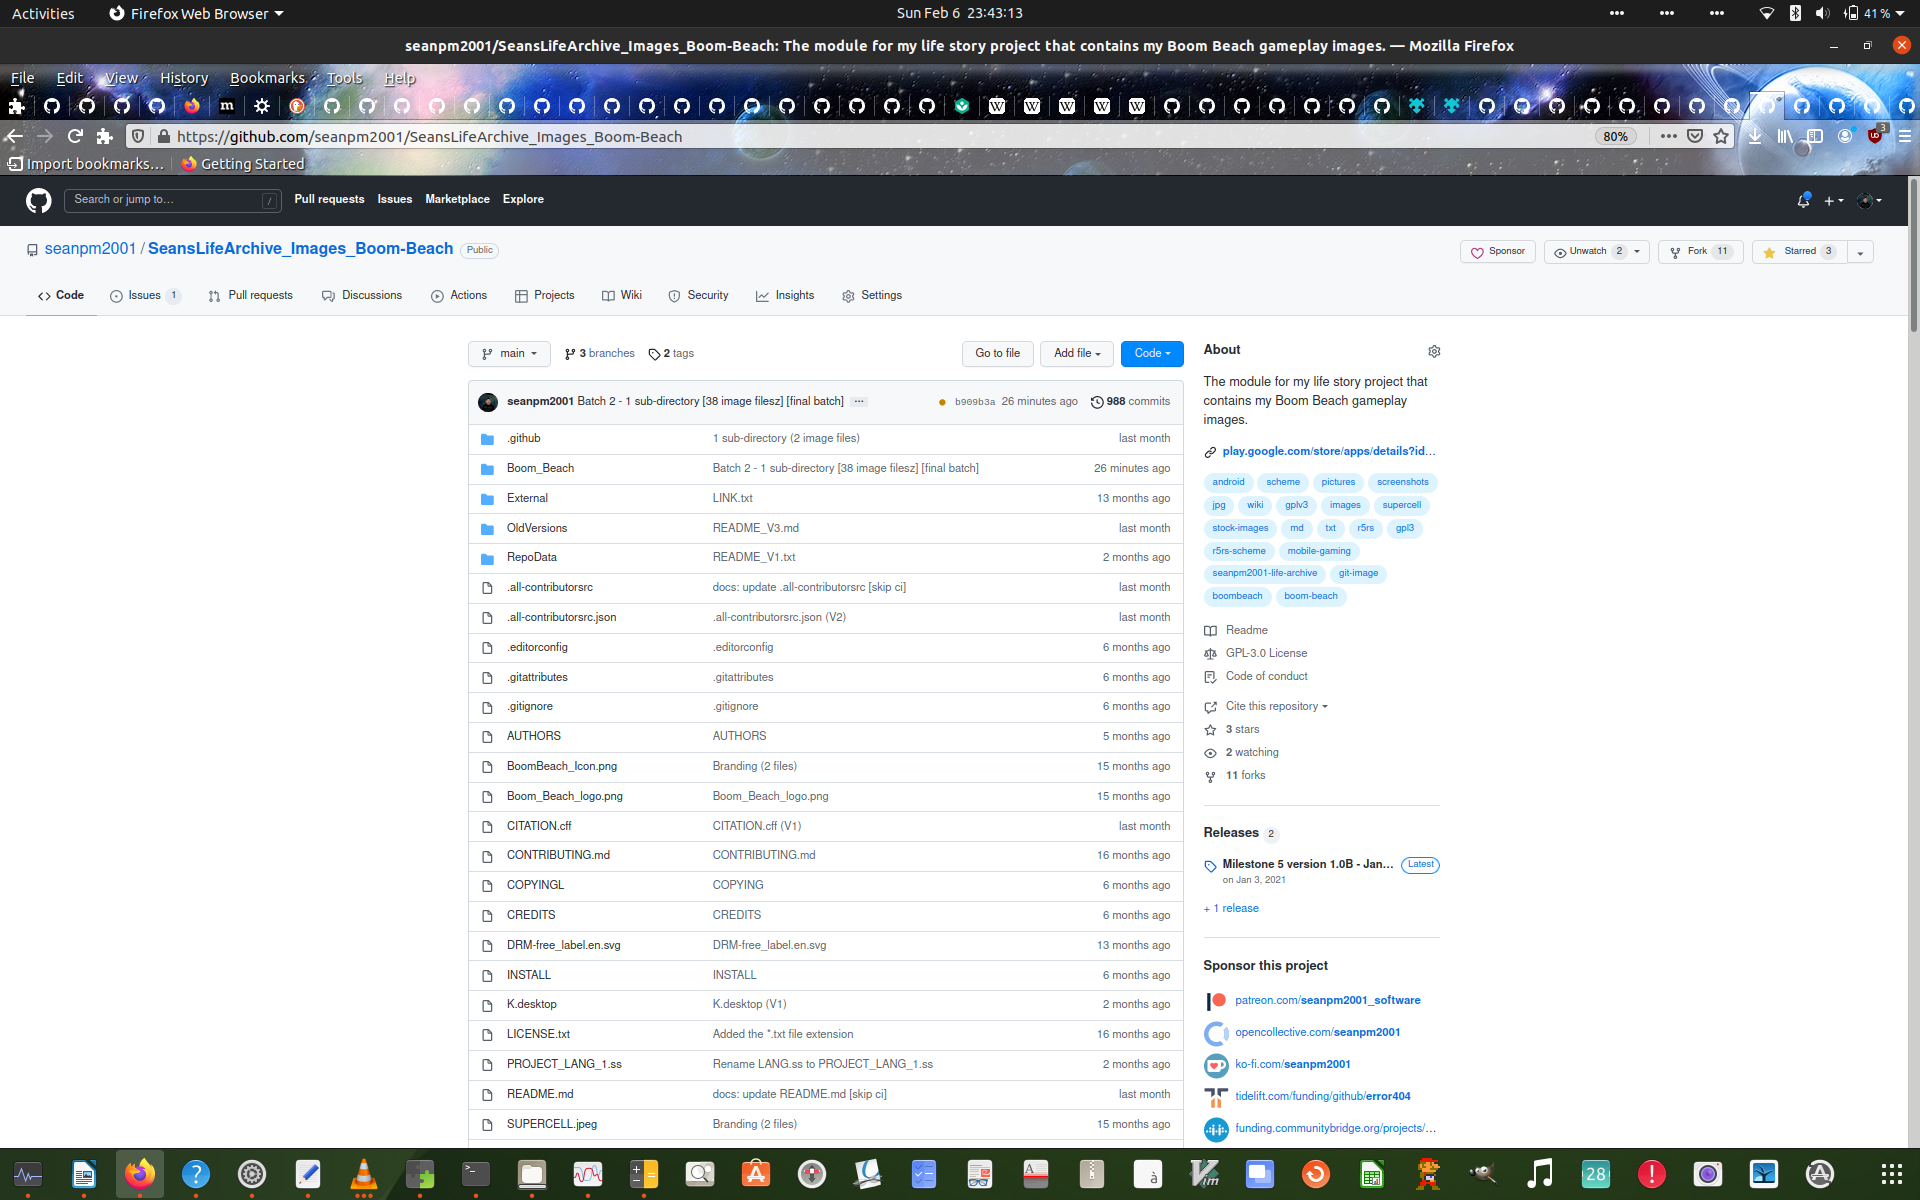 Activities Firefox Web Browser Sun Feb 6 23:43:13 41 %
seanpm2001/SeansLifeArchive_Images_Boom-Beach: The module for my life story project that contains my Boom Beach gameplay images. — Mozilla Firefox
File Edit View History Bookmarks Tools Help
https://github.com/seanpm2001/SeansLifeArchive_Images_Boom-Beach 80% 3
Import bookmarks… Getting Started
Search or jump to… / Pull requests Issues Marketplace Explore
seanpm2001 / SeansLifeArchive_Images_Boom-Beach Public Sponsor Unwatch 2 Fork 11 Starred 3
Code Issues 1 Pull requests Discussions Actions Projects Wiki Security Insights Settings
main 3 branches 2 tags Go to file Add file Code
seanpm2001 Batch 2 - 1 sub-directory [38 image filesz] [final batch] ... b909b3a 26 minutes ago 988 commits
.github 1 sub-directory (2 image files) last month
Boom_Beach Batch 2 - 1 sub-directory [38 image filesz] [final batch] 26 minutes ago
External LINK.txt 13 months ago
OldVersions README_V3.md last month
RepoData README_V1.txt 2 months ago
.all-contributorsrc docs: update .all-contributorsrc [skip ci] last month
.all-contributorsrc.json .all-contributorsrc.json (V2) last month
.editorconfig .editorconfig 6 months ago
.gitattributes .gitattributes 6 months ago
.gitignore .gitignore 6 months ago
AUTHORS AUTHORS 5 months ago
BoomBeach_Icon.png Branding (2 files) 15 months ago
Boom_Beach_logo.png Boom_Beach_logo.png 15 months ago
CITATION.cff CITATION.cff (V1) last month
CONTRIBUTING.md CONTRIBUTING.md 16 months ago
COPYINGL COPYING 6 months ago
CREDITS CREDITS 6 months ago
DRM-free_label.en.svg DRM-free_label.en.svg 13 months ago
INSTALL INSTALL 6 months ago
K.desktop K.desktop (V1) 2 months ago
LICENSE.txt Added the *.txt file extension 16 months ago
PROJECT_LANG_1.ss Rename LANG.ss to PROJECT_LANG_1.ss 2 months ago
README.md docs: update README.md [skip ci] last month
SUPERCELL.jpeg Branding (2 files) 15 months ago
About
The module for my life story project that
contains my Boom Beach gameplay
images.
play.google.com/store/apps/details?id…
android scheme pictures screenshots
jpg wiki gplv3 images supercell
stock-images md txt r5rs gpl3
r5rs-scheme mobile-gaming
seanpm2001-life-archive git-image
boombeach boom-beach
Readme
GPL-3.0 License
Code of conduct
Cite this repository
3 stars
2 watching
11 forks
Releases 2
Milestone 5 version 1.0B - Jan… Latest
on Jan 3, 2021
+ 1 release
Sponsor this project
patreon.com/seanpm2001_software
opencollective.com/seanpm2001
ko-fi.com/seanpm2001
tidelift.com/funding/github/error404
funding.communitybridge.org/projects/…
28